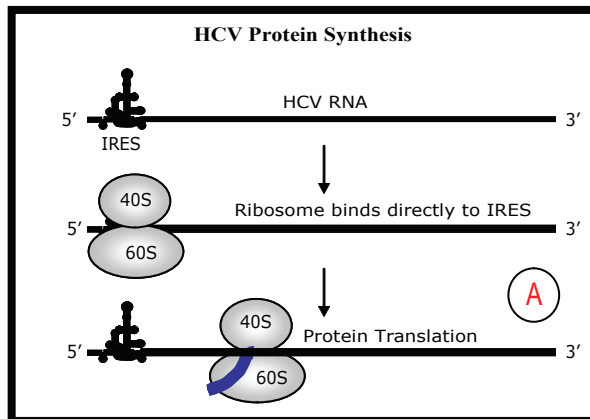 HCV Protein Synthesis
5′ HCV RNA 3′
IRES
40S
5′ Ribosome binds directly to IRES 3′
60S
A
40S
Protein Translation
5′ 3′
60S